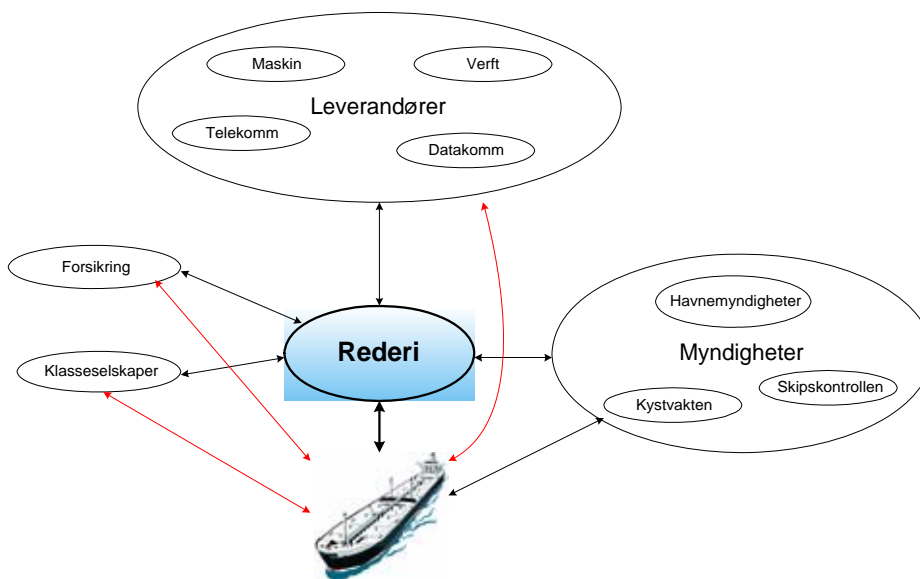 Maskin
Verft
Leverandører
Telekomm
Datakomm
Forsikring
Havnemyndigheter
Rederi
Myndigheter
Klasseselskaper
Skipskontrollen
Kystvakten